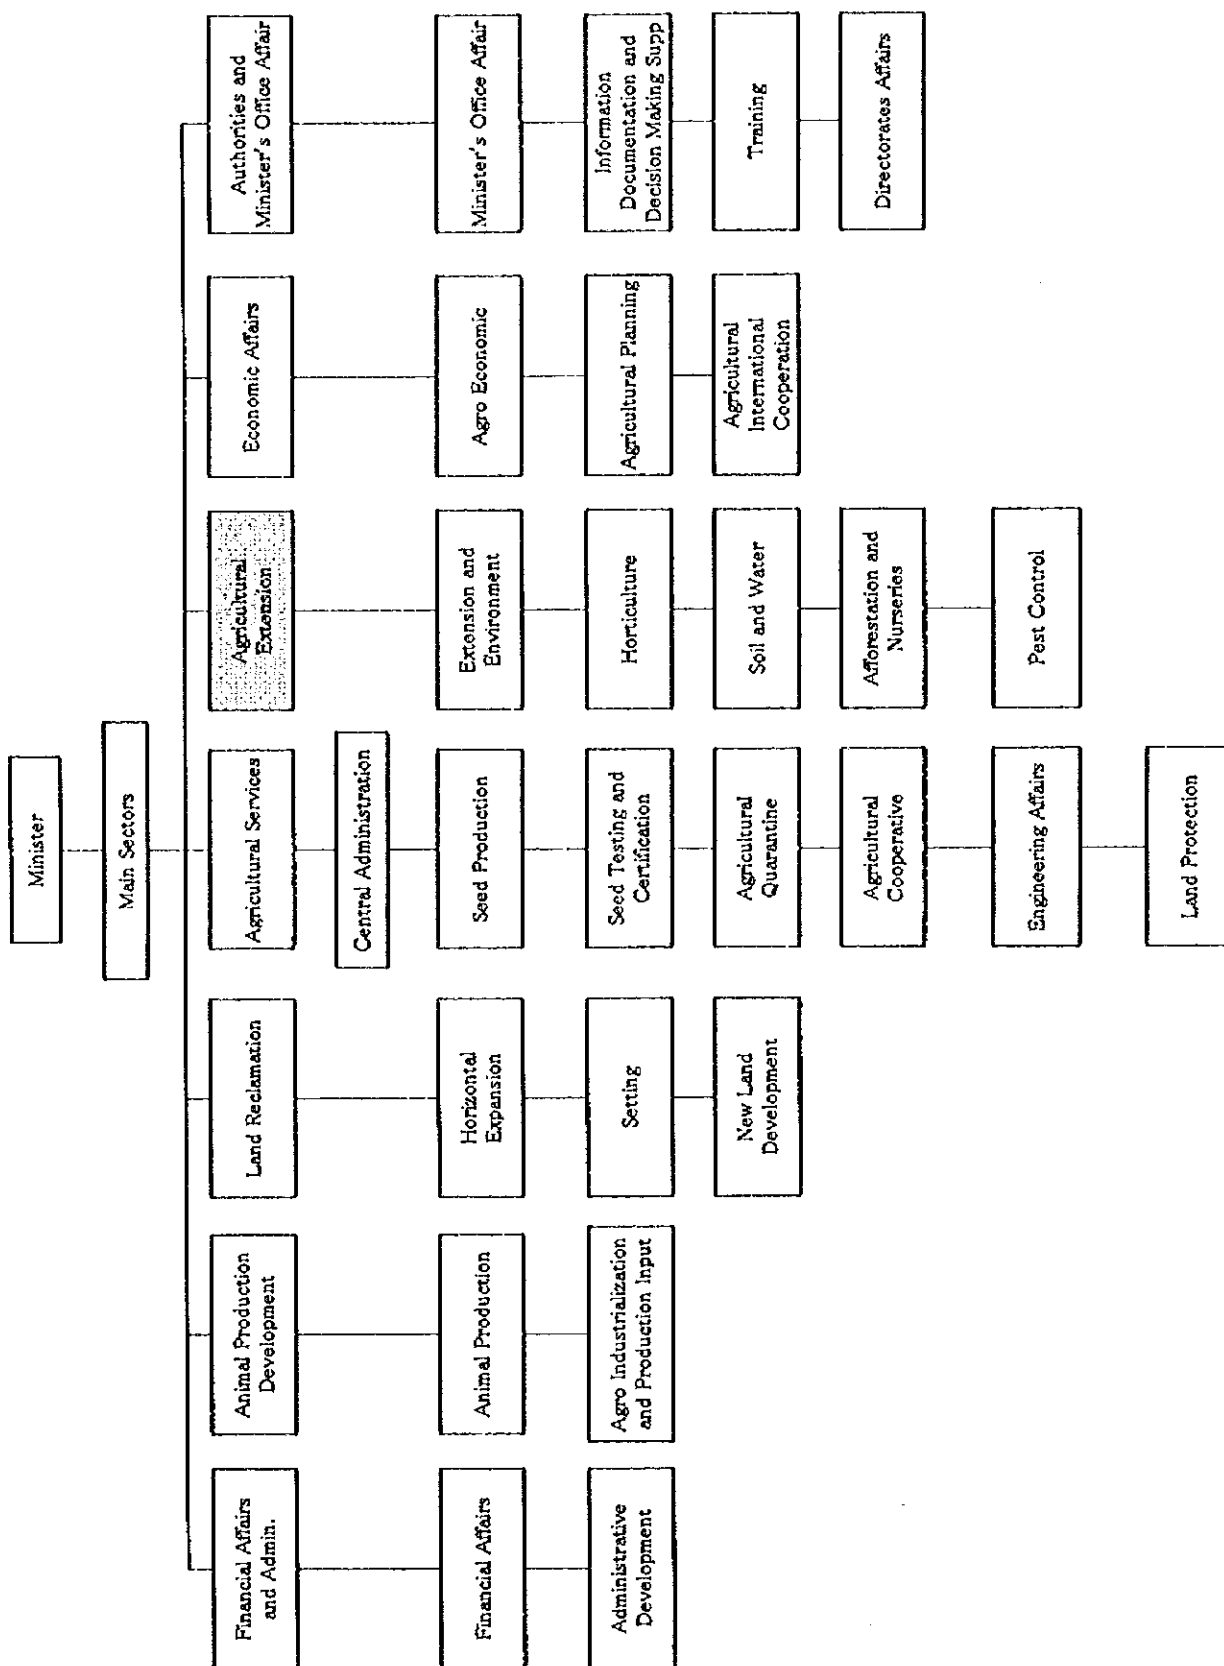 Minister
Main Sectors
Financial Affairs
and Admin.
Animal Production
Development
Land Reclamation
Agricultural Services
Agricultural
Extension
Economic Affairs
Authorities and
Minister's Office Affair
Central Administration
Financial Affairs
Animal Production
Horizontal
Expansion
Seed Production
Extension and
Environment
Agro Economic
Minister's Office Affair
Administrative
Development
Agro Industrialization
and Production Input
Setting
Seed Testing and
Certification
Horticulture
Agricultural Planning
Information
Documentation and
Decision Making Supp
New Land
Development
Agricultural
Quarantine
Soil and Water
Agricultural
International
Cooperation
Training
Agricultural
Cooperative
Afforestation and
Nurseries
Directorates Affairs
Engineering Affairs
Pest Control
Land Protection